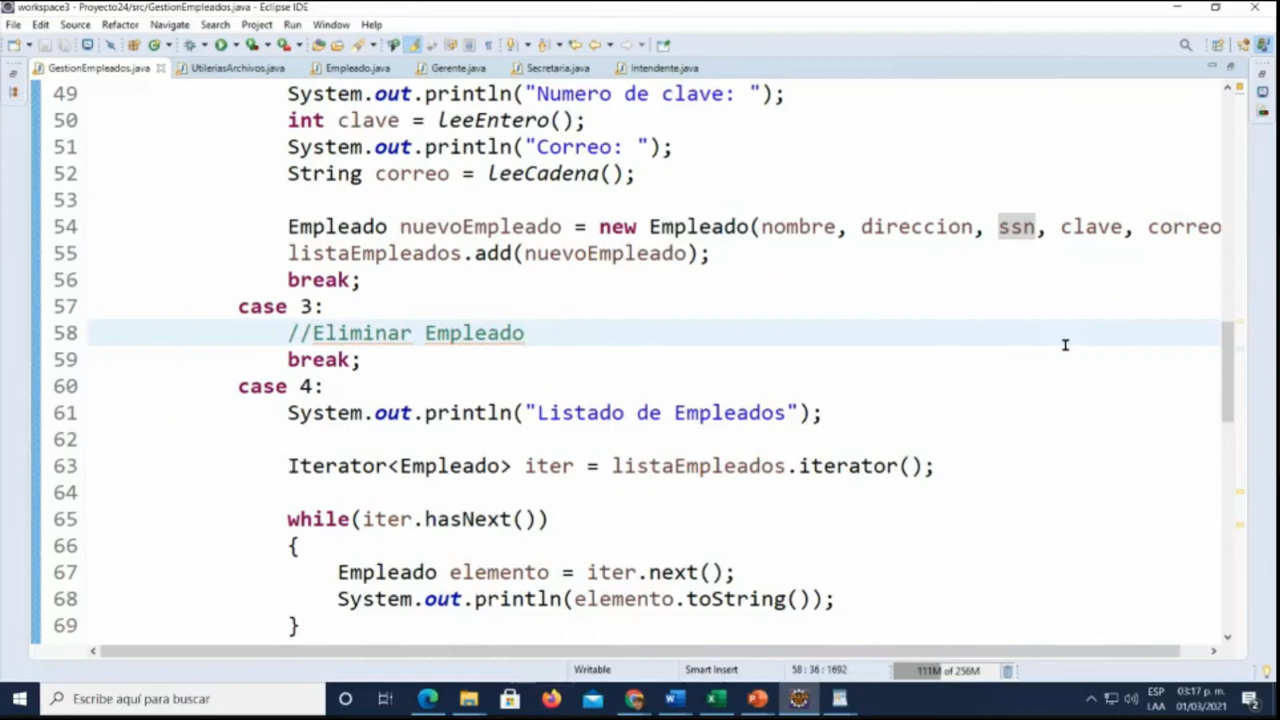 workspace3 - Proyecto24/src/GestionEmpleados.java - Eclipse IDE
File Edit Source Refactor Navigate Search Project Run Window Help
GestionEmpleados.java UtileriasArchivos.java Empleado.java Gerente.java Secretaria.java Intendente.java
49 System.out.println("Numero de clave: ");
50 int clave = leeEntero();
51 System.out.println("Correo: ");
52 String correo = leeCadena();
53
54 Empleado nuevoEmpleado = new Empleado(nombre, direccion, ssn, clave, correo
55 listaEmpleados.add(nuevoEmpleado);
56 break;
57 case 3:
58 //Eliminar Empleado
59 break;
60 case 4:
61 System.out.println("Listado de Empleados");
62
63 Iterator<Empleado> iter = listaEmpleados.iterator();
64
65 while(iter.hasNext())
66 {
67 Empleado elemento = iter.next();
68 System.out.println(elemento.toString());
69 }
Writable Smart Insert 58 : 36 : 1692 111M of 256M
Escribe aquí para buscar
ESP 03:17 p. m.
LAA 01/03/2021
2